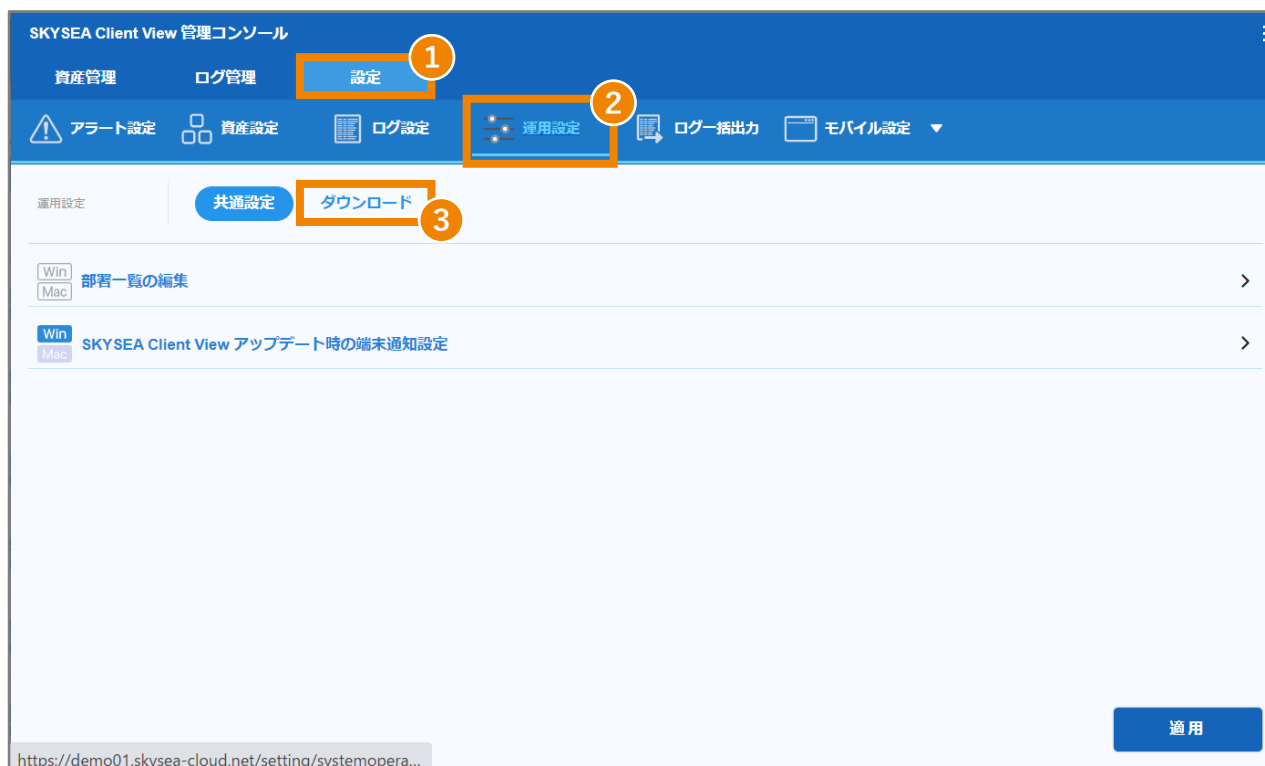 SKYSEA Client View 管理コンソール
資産管理 ログ管理 設定 1
アラート設定 資産設定 ログ設定 運用設定 2 ログ一括出力 モバイル設定 ▼
運用設定 共通設定 ダウンロード 3
Win
Mac
部署一覧の編集
Win
Mac
SKYSEA Client View アップデート時の端末通知設定
適用
https://demo01.skysea-cloud.net/setting/systemopera...